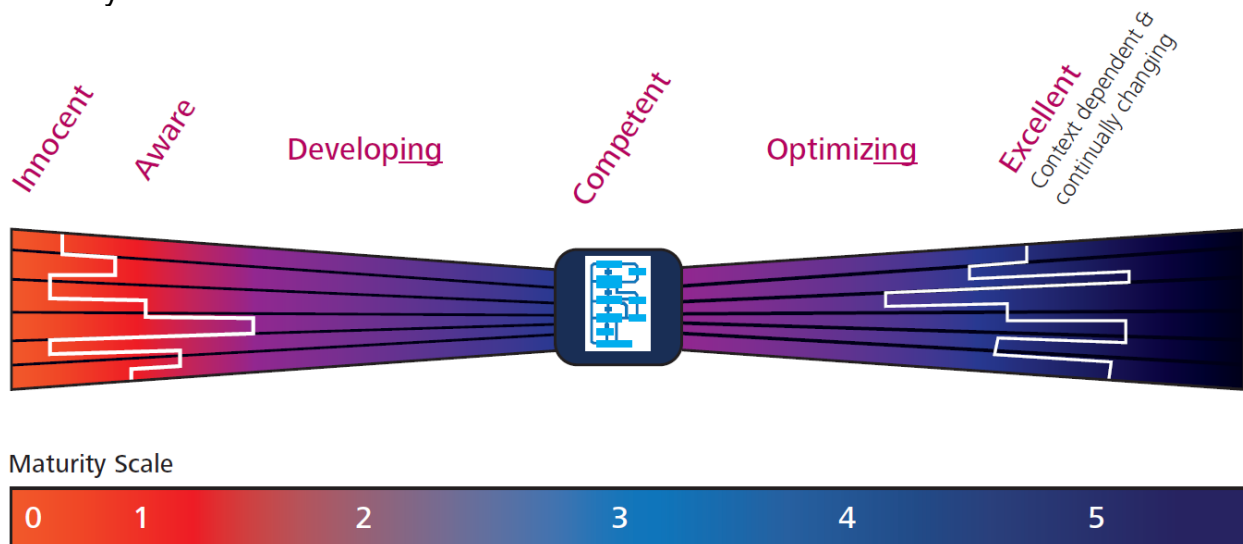 Innocent
Aware
Developing
Competent
Optimizing
Excellent
Context dependent &
continually changing
Maturity Scale
0 1 2 3 4 5